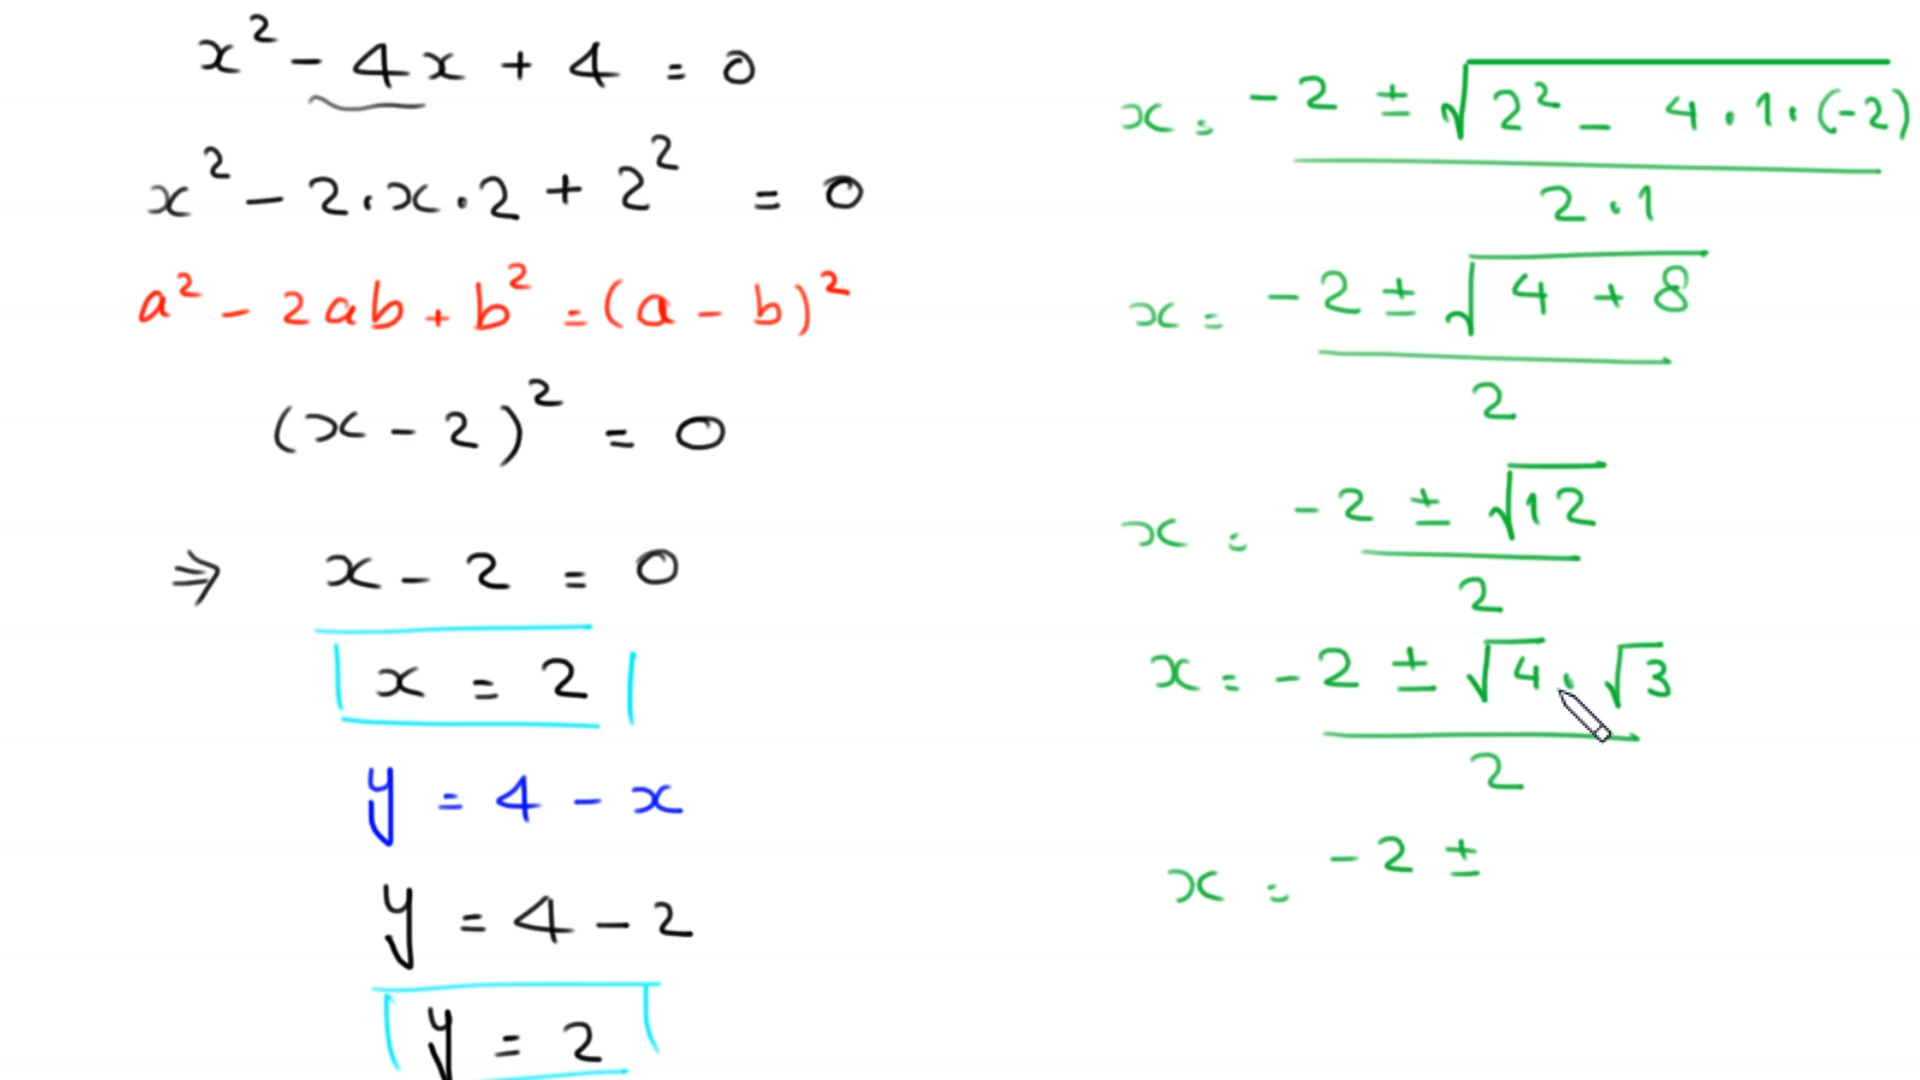 x² - 4x + 4 = 0
x² - 2·x·2 + 2² = 0
a² - 2ab + b² = (a - b)²
(x - 2)² = 0
⇒ x - 2 = 0
x = 2
y = 4 - x
y = 4 - 2
y = 2
x = (-2 ± √(2² - 4·1·(-2))) / (2·1)
x = (-2 ± √(4 + 8)) / 2
x = (-2 ± √12) / 2
x = (-2 ± √4·√3) / 2
x = -2 ±